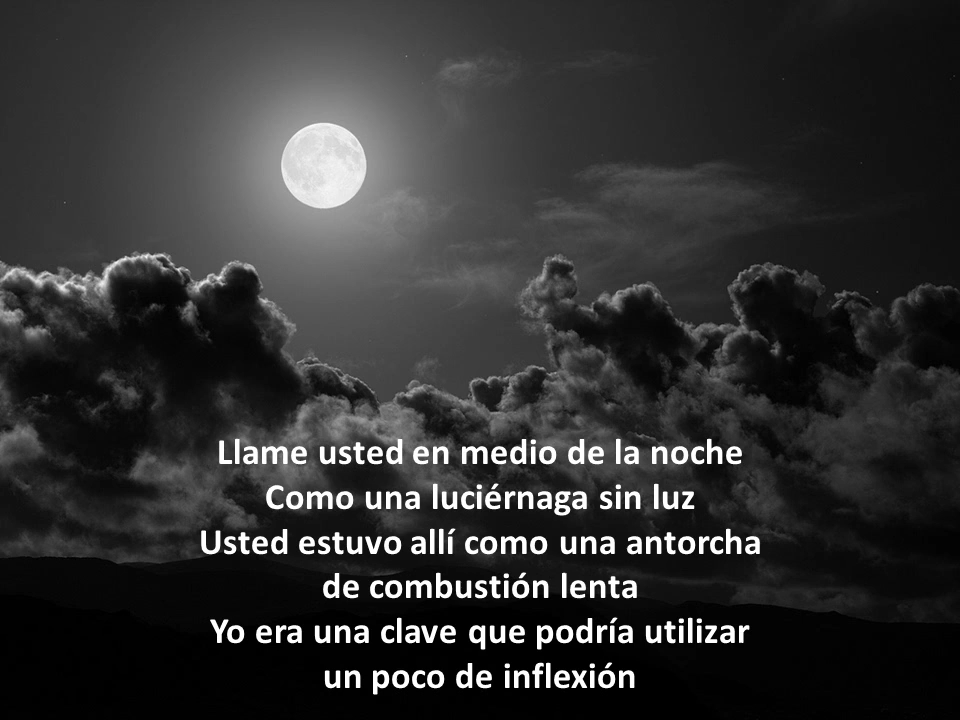 Llame usted en medio de la noche
Como una luciérnaga sin luz
Usted estuvo allí como una antorcha
de combustión lenta
Yo era una clave que podría utilizar
un poco de inflexión